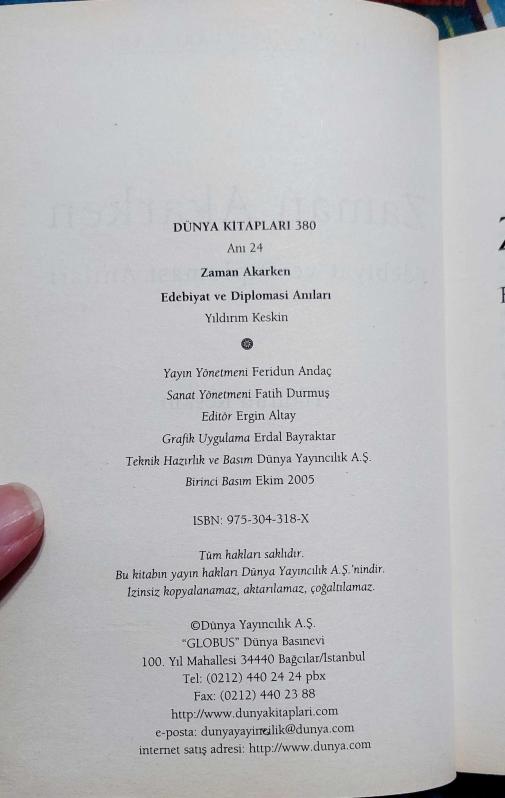 DÜNYA KİTAPLARI 380
Anı 24
Zaman Akarken
Edebiyat ve Diplomasi Anıları
Yıldırım Keskin
Yayın Yönetmeni Feridun Andaç
Sanat Yönetmeni Fatih Durmuş
Editör Ergin Altay
Grafik Uygulama Erdal Bayraktar
Teknik Hazırlık ve Basım Dünya Yayıncılık A.Ş.
Birinci Basım Ekim 2005
ISBN: 975-304-318-X
Tüm hakları saklıdır.
Bu kitabın yayın hakları Dünya Yayıncılık A.Ş.'nindir.
İzinsiz kopyalanamaz, aktarılamaz, çoğaltılamaz.
©Dünya Yayıncılık A.Ş.
"GLOBUS" Dünya Basınevi
100. Yıl Mahallesi 34440 Bağcılar/İstanbul
Tel: (0212) 440 24 24 pbx
Fax: (0212) 440 23 88
http://www.dunyakitaplari.com
e-posta: dunyayayincilik@dunya.com
internet satış adresi: http://www.dunya.com